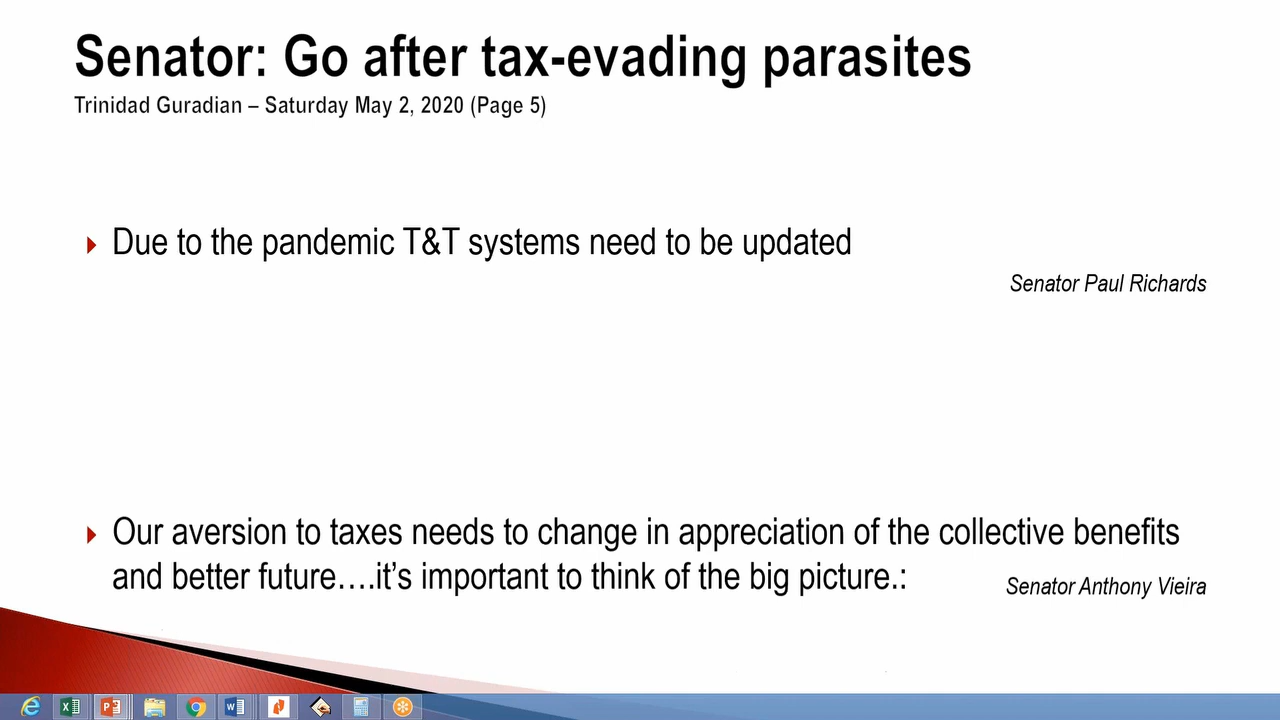 Senator: Go after tax-evading parasites
Trinidad Guradian – Saturday May 2, 2020 (Page 5)
Due to the pandemic T&T systems need to be updated
Senator Paul Richards
Our aversion to taxes needs to change in appreciation of the collective benefits
and better future….it’s important to think of the big picture.:
Senator Anthony Vieira